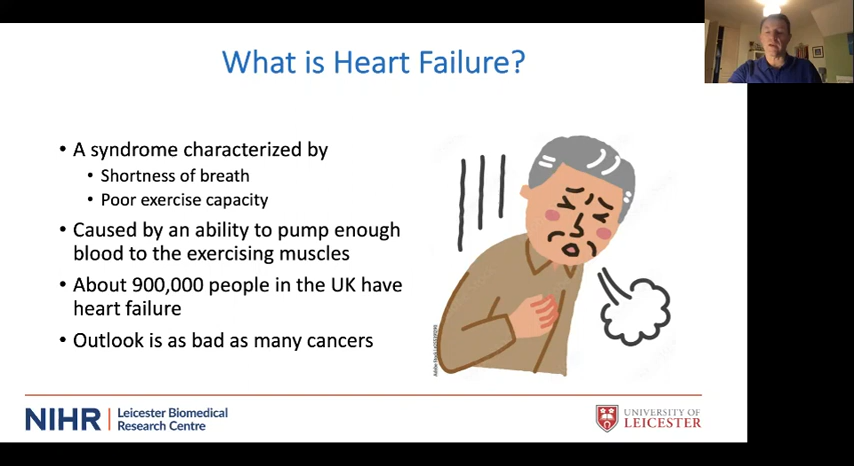 What is Heart Failure?
• A syndrome characterized by
• Shortness of breath
• Poor exercise capacity
• Caused by an ability to pump enough
blood to the exercising muscles
• About 900,000 people in the UK have
heart failure
• Outlook is as bad as many cancers
NIHR | Leicester Biomedical
Research Centre
UNIVERSITY OF
LEICESTER